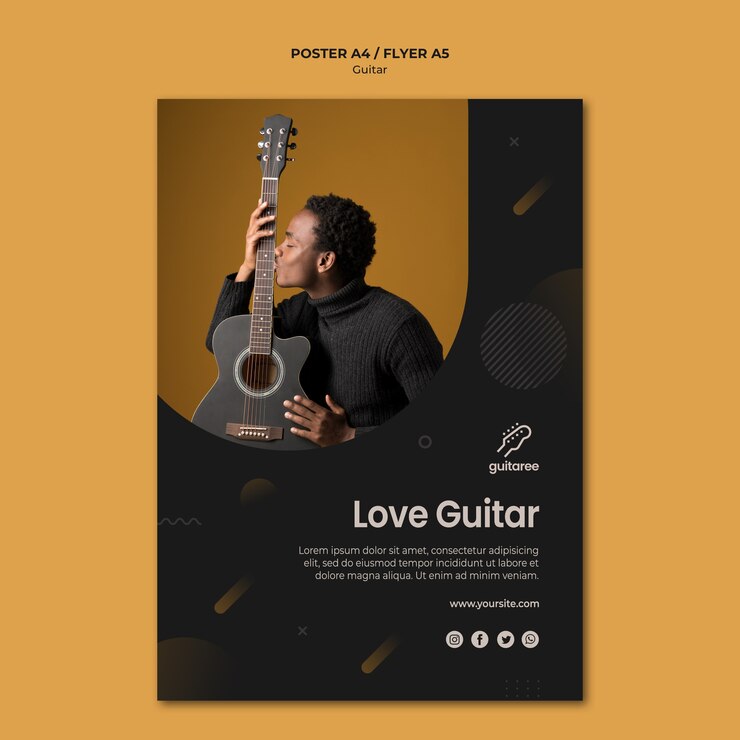 POSTER A4 / FLYER A5
Guitar
guitaree
Love Guitar
Lorem ipsum dolor sit amet, consectetur adipisicing
elit, sed do eiusmod tempor incididunt ut labore et
dolore magna aliqua. Ut enim ad minim veniam.
www.yoursite.com